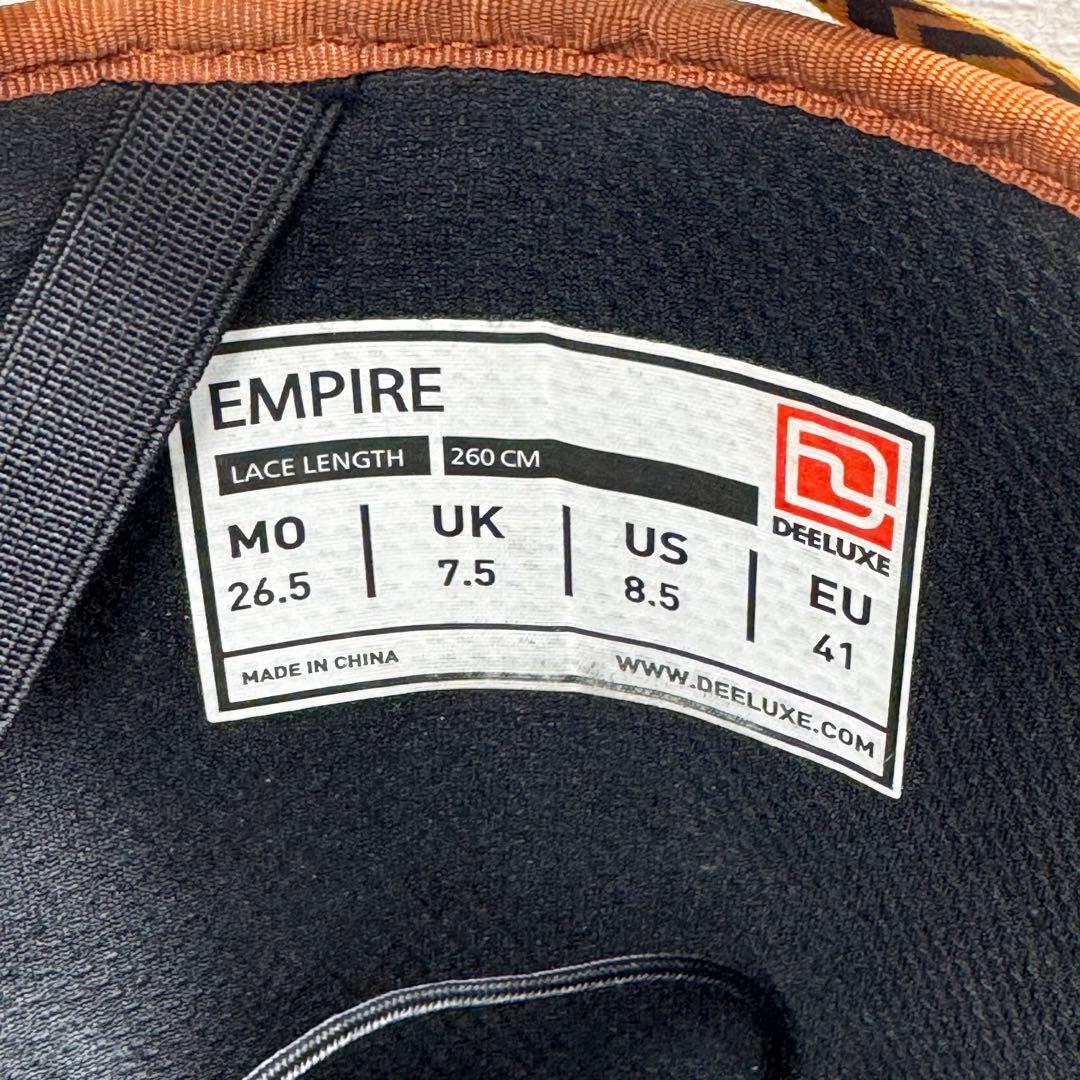 EMPIRE
LACE LENGTH 260 CM
DEELUXE
MO UK US EU
26.5 7.5 8.5 41
MADE IN CHINA WWW.DEELUXE.COM